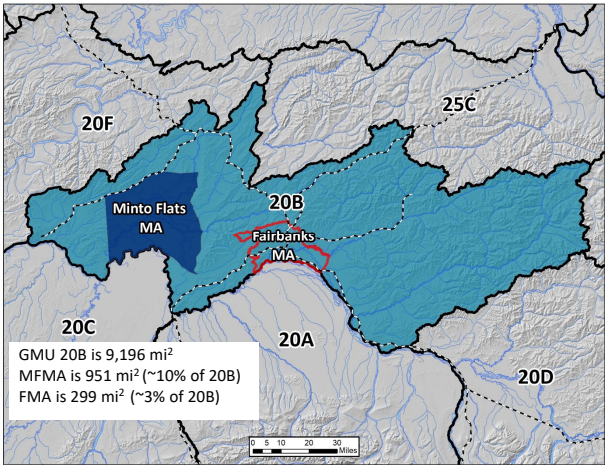 20F
25C
20B
Minto Flats
MA
Fairbanks
MA
20C
20A
20D
GMU 20B is 9,196 mi²
MFMA is 951 mi² (~10% of 20B)
FMA is 299 mi² (~3% of 20B)
0 5 10 20 30
Miles